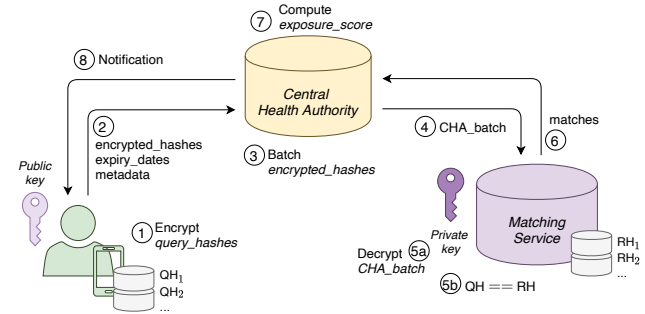 7 Compute
exposure_score
8 Notification
Central
Health Authority
2
encrypted_hashes
expiry_dates
metadata
3 Batch
encrypted_hashes
4 CHA_batch
matches
6
Public
key
1 Encrypt
query_hashes
QH1
QH2
...
Private
key
Matching
Service
RH1
RH2
...
Decrypt 5a
CHA_batch
5b QH == RH